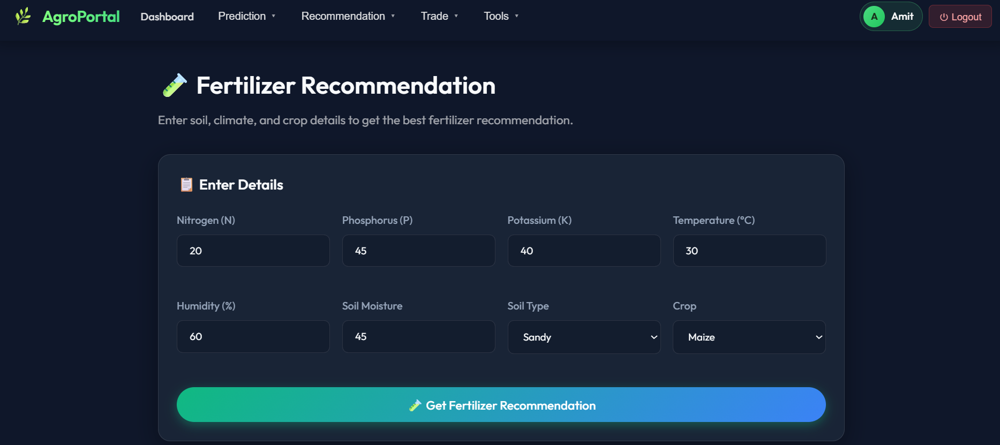 AgroPortal Dashboard Prediction ▼ Recommendation ▼ Trade ▼ Tools ▼ A Amit Logout
Fertilizer Recommendation
Enter soil, climate, and crop details to get the best fertilizer recommendation.
Enter Details
Nitrogen (N) Phosphorus (P) Potassium (K) Temperature (°C)
20 45 40 30
Humidity (%) Soil Moisture Soil Type Crop
60 45 Sandy Maize
Get Fertilizer Recommendation